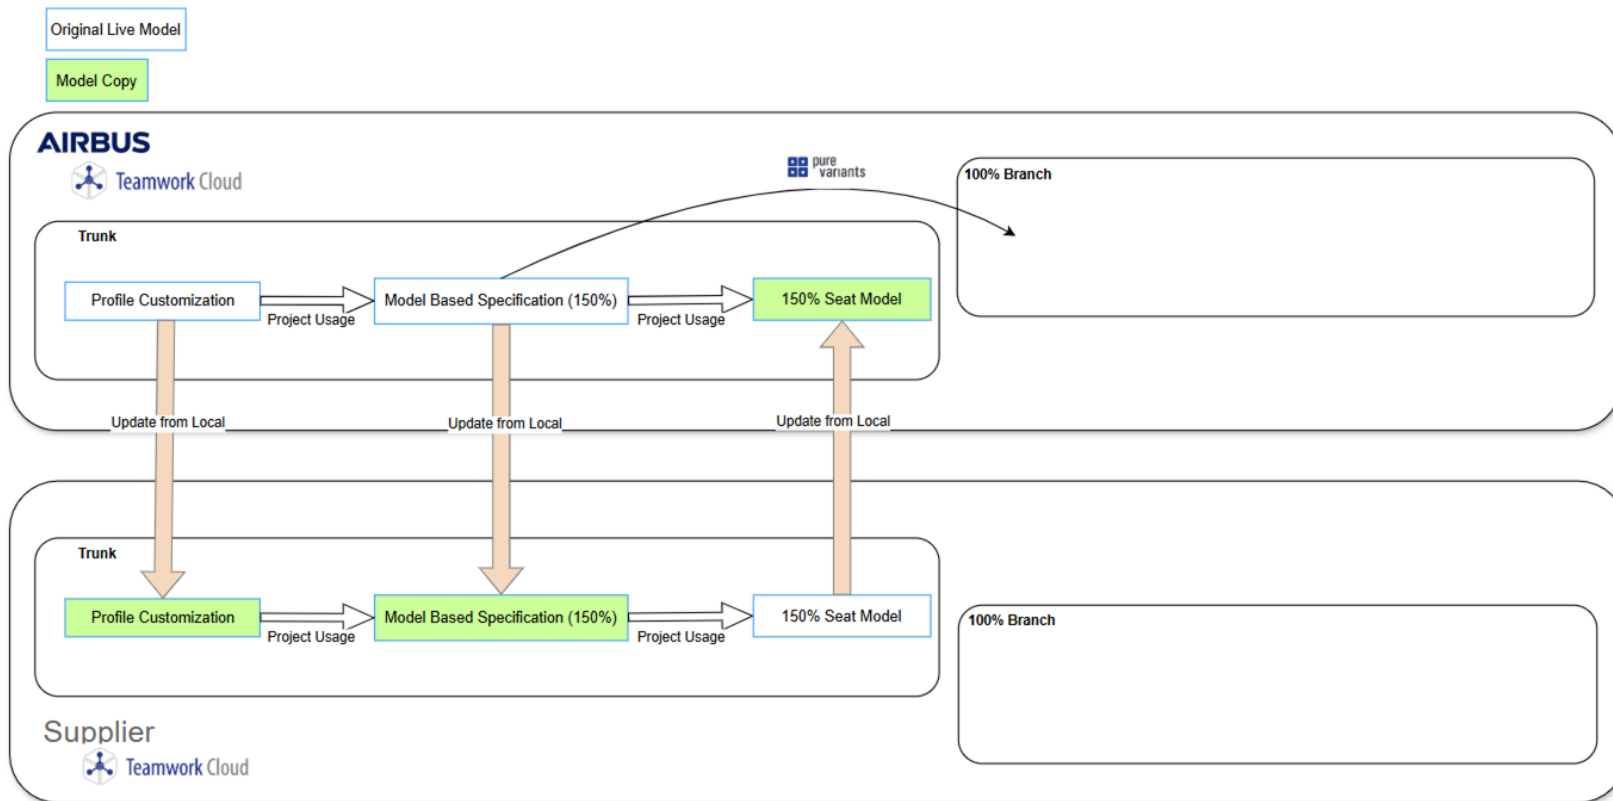 Original Live Model
Model Copy
AIRBUS
Teamwork Cloud
pure
variants
100% Branch
Trunk
Profile Customization
Project Usage
Model Based Specification (150%)
Project Usage
150% Seat Model
Update from Local
Update from Local
Update from Local
Trunk
Profile Customization
Project Usage
Model Based Specification (150%)
Project Usage
150% Seat Model
100% Branch
Supplier
Teamwork Cloud